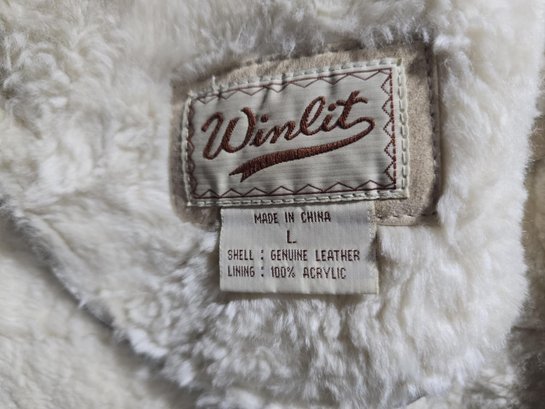 Winlit
MADE IN CHINA
L
SHELL : GENUINE LEATHER
LINING : 100% ACRYLIC